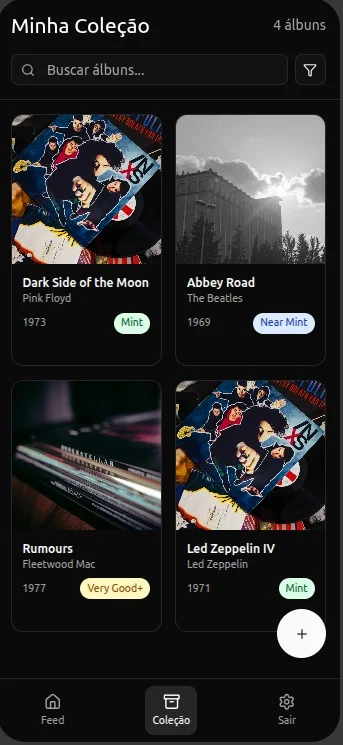 Minha Coleção
4 álbuns
Buscar álbuns...
INXS
INTERSTELLAR
Dark Side of the Moon
Pink Floyd
1973
Mint
Abbey Road
The Beatles
1969
Near Mint
Rumours
Fleetwood Mac
1977
Very Good+
Led Zeppelin IV
Led Zeppelin
1971
Mint
+
Feed
Coleção
Sair